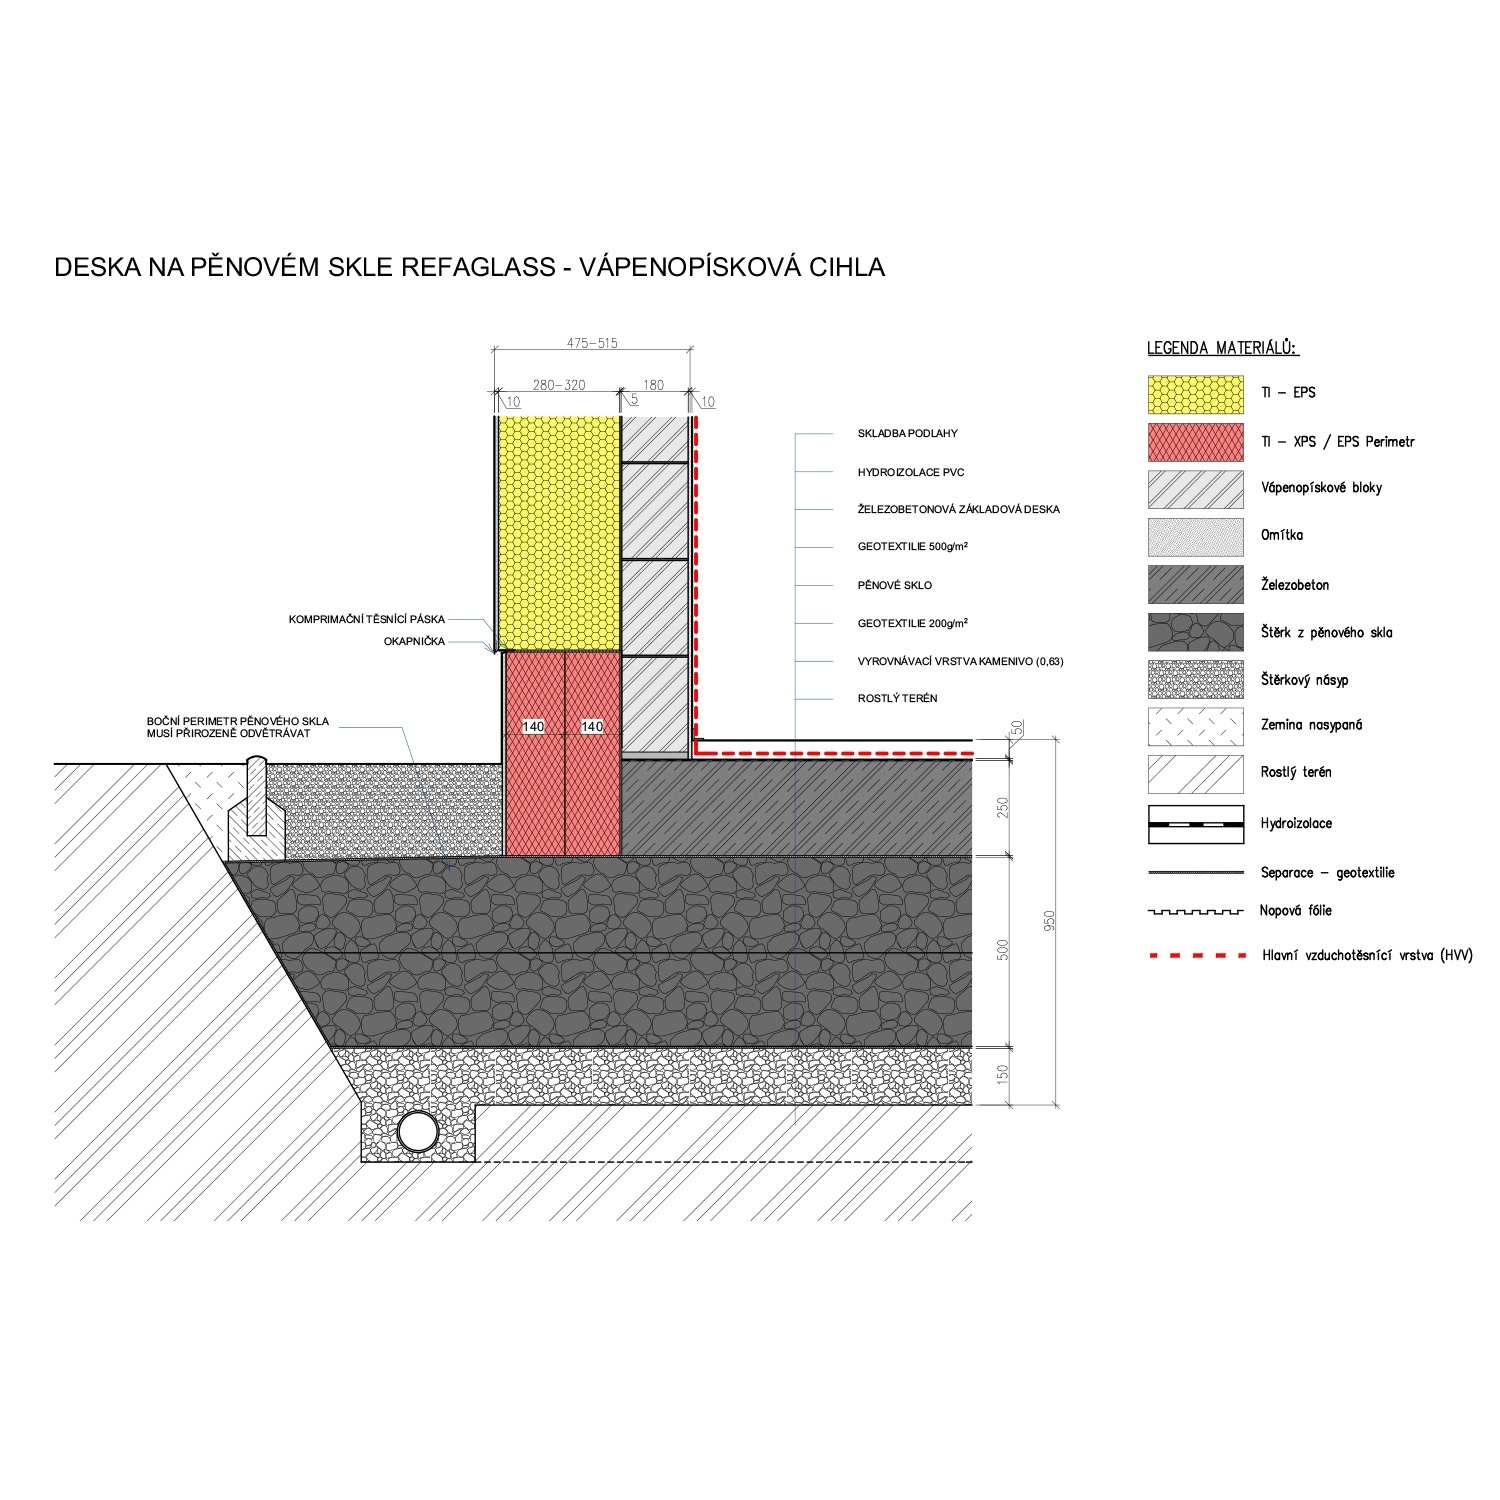 DESKA NA PĚNOVÉM SKLE REFAGLASS - VÁPENOPÍSKOVÁ CIHLA
475-515
280-320
180
10
5
10
SKLADBA PODLAHY
HYDROIZOLACE PVC
ŽELEZOBETONOVÁ ZÁKLADOVÁ DESKA
GEOTEXTILIE 500g/m²
PĚNOVÉ SKLO
GEOTEXTILIE 200g/m²
VYROVNÁVACÍ VRSTVA KAMENIVO (0,63)
ROSTLÝ TERÉN
KOMPRIMAČNÍ TĚSNÍCÍ PÁSKA
OKAPNIČKA
BOČNÍ PERIMETR PĚNOVÉHO SKLA
MUSÍ PŘIROZENĚ ODVĚTRÁVAT
140
140
50
250
500
150
950
LEGENDA MATERIÁLŮ:
TI - EPS
TI - XPS / EPS Perimetr
Vápenopískové bloky
Omítka
Železobeton
Štěrk z pěnového skla
Štěrkový násyp
Zemina nasypaná
Rostlý terén
Hydroizolace
Separace - geotextilie
Nopová fólie
Hlavní vzduchotěsnící vrstva (HVV)